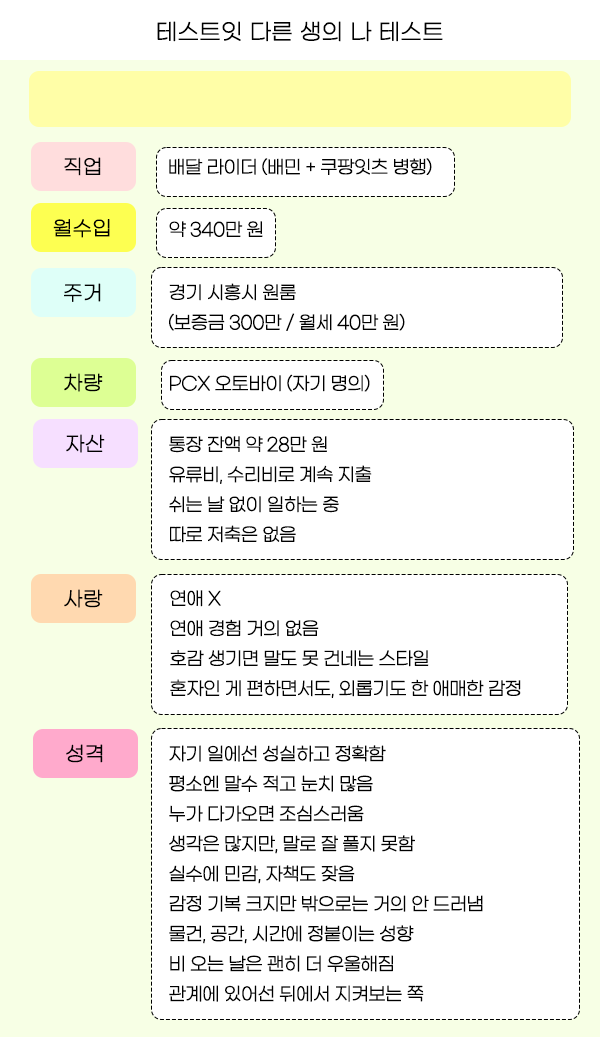 테스트잇 다른 생의 나 테스트
직업
배달 라이더 (배민 + 쿠팡잇츠 병행)
월수입
약 340만 원
주거
경기 시흥시 원룸
(보증금 300만 / 월세 40만 원)
차량
PCX 오토바이 (자기 명의)
자산
통장 잔액 약 28만 원
유류비, 수리비로 계속 지출
쉬는 날 없이 일하는 중
따로 저축은 없음
사랑
연애 X
연애 경험 거의 없음
호감 생기면 말도 못 건네는 스타일
혼자인 게 편하면서도, 외롭기도 한 애매한 감정
성격
자기 일에선 성실하고 정확함
평소엔 말수 적고 눈치 많음
누가 다가오면 조심스러움
생각은 많지만, 말로 잘 풀지 못함
실수에 민감, 자책도 잦음
감정 기복 크지만 밖으로는 거의 안 드러냄
물건, 공간, 시간에 정붙이는 성향
비 오는 날은 괜히 더 우울해짐
관계에 있어선 뒤에서 지켜보는 쪽